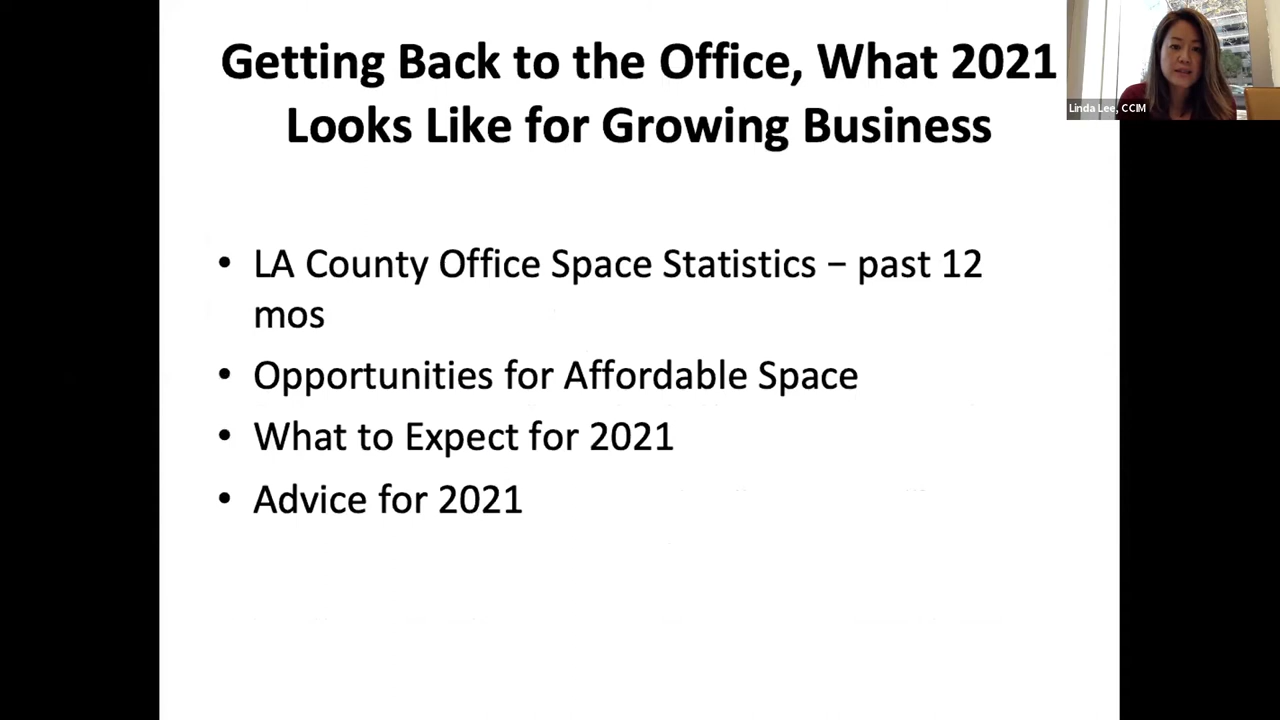 Getting Back to the Office, What 2021
Looks Like for Growing Business
Linda Lee, CCIM
• LA County Office Space Statistics – past 12
mos
• Opportunities for Affordable Space
• What to Expect for 2021
• Advice for 2021